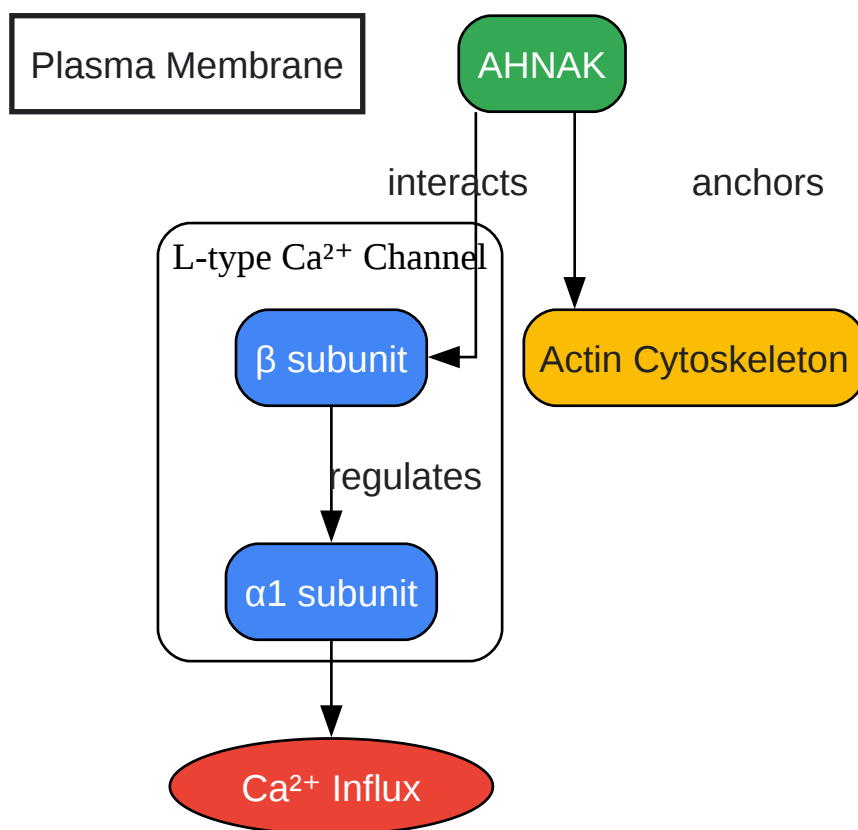 Plasma Membrane
AHNAK
interacts
anchors
L-type Ca²⁺ Channel
β subunit
Actin Cytoskeleton
regulates
α1 subunit
Ca²⁺ Influx